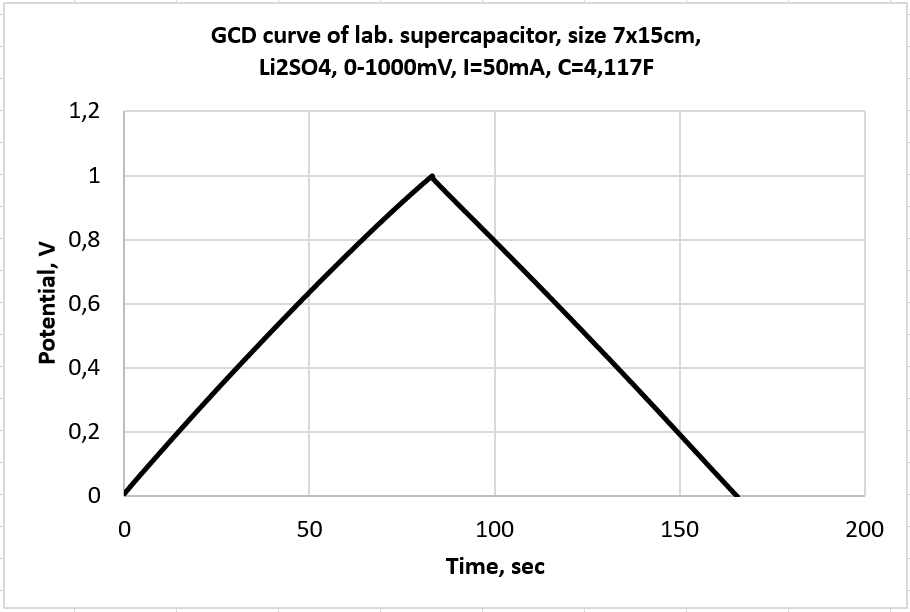 GCD curve of lab. supercapacitor, size 7x15cm,
Li2SO4, 0-1000mV, I=50mA, C=4,117F
1,2
1
0,8
0,6
0,4
0,2
0
Potential, V
0 50 100 150 200
Time, sec